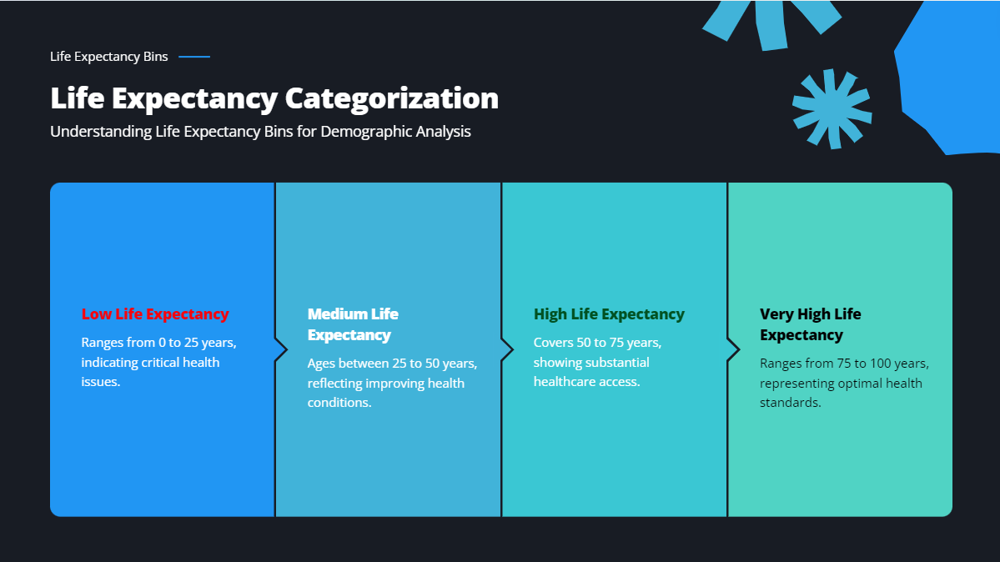 Life Expectancy Bins
Life Expectancy Categorization
Understanding Life Expectancy Bins for Demographic Analysis
Low Life Expectancy
Ranges from 0 to 25 years,
indicating critical health
issues.
Medium Life
Expectancy
Ages between 25 to 50 years,
reflecting improving health
conditions.
High Life Expectancy
Covers 50 to 75 years,
showing substantial
healthcare access.
Very High Life
Expectancy
Ranges from 75 to 100 years,
representing optimal health
standards.